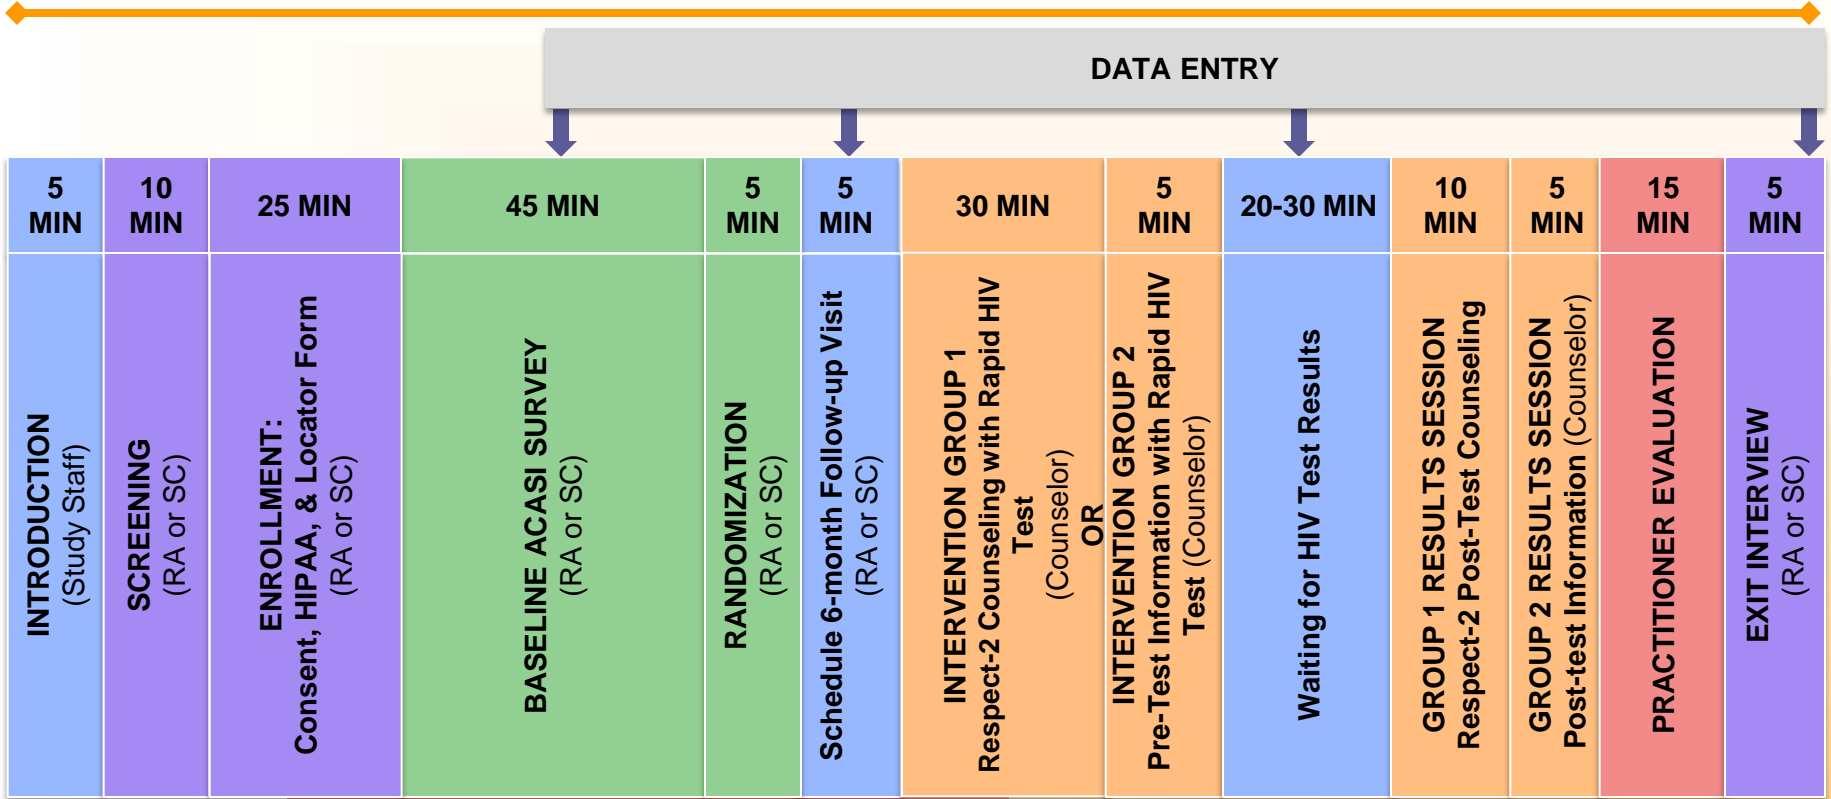 DATA ENTRY
5
MIN
10
MIN
25 MIN
45 MIN
5
MIN
5
MIN
30 MIN
5
MIN
20-30 MIN
10
MIN
5
MIN
15
MIN
5
MIN
INTRODUCTION
(Study Staff)
SCREENING
(RA or SC)
ENROLLMENT:
Consent, HIPAA, & Locator Form
(RA or SC)
BASELINE ACASI SURVEY
(RA or SC)
RANDOMIZATION
(RA or SC)
Schedule 6-month Follow-up Visit
(RA or SC)
INTERVENTION GROUP 1
Respect-2 Counseling with Rapid HIV
Test
(Counselor)
OR
INTERVENTION GROUP 2
Pre-Test Information with Rapid HIV
Test (Counselor)
Waiting for HIV Test Results
GROUP 1 RESULTS SESSION
Respect-2 Post-Test Counseling
GROUP 2 RESULTS SESSION
Post-test Information (Counselor)
PRACTITIONER EVALUATION
EXIT INTERVIEW
(RA or SC)